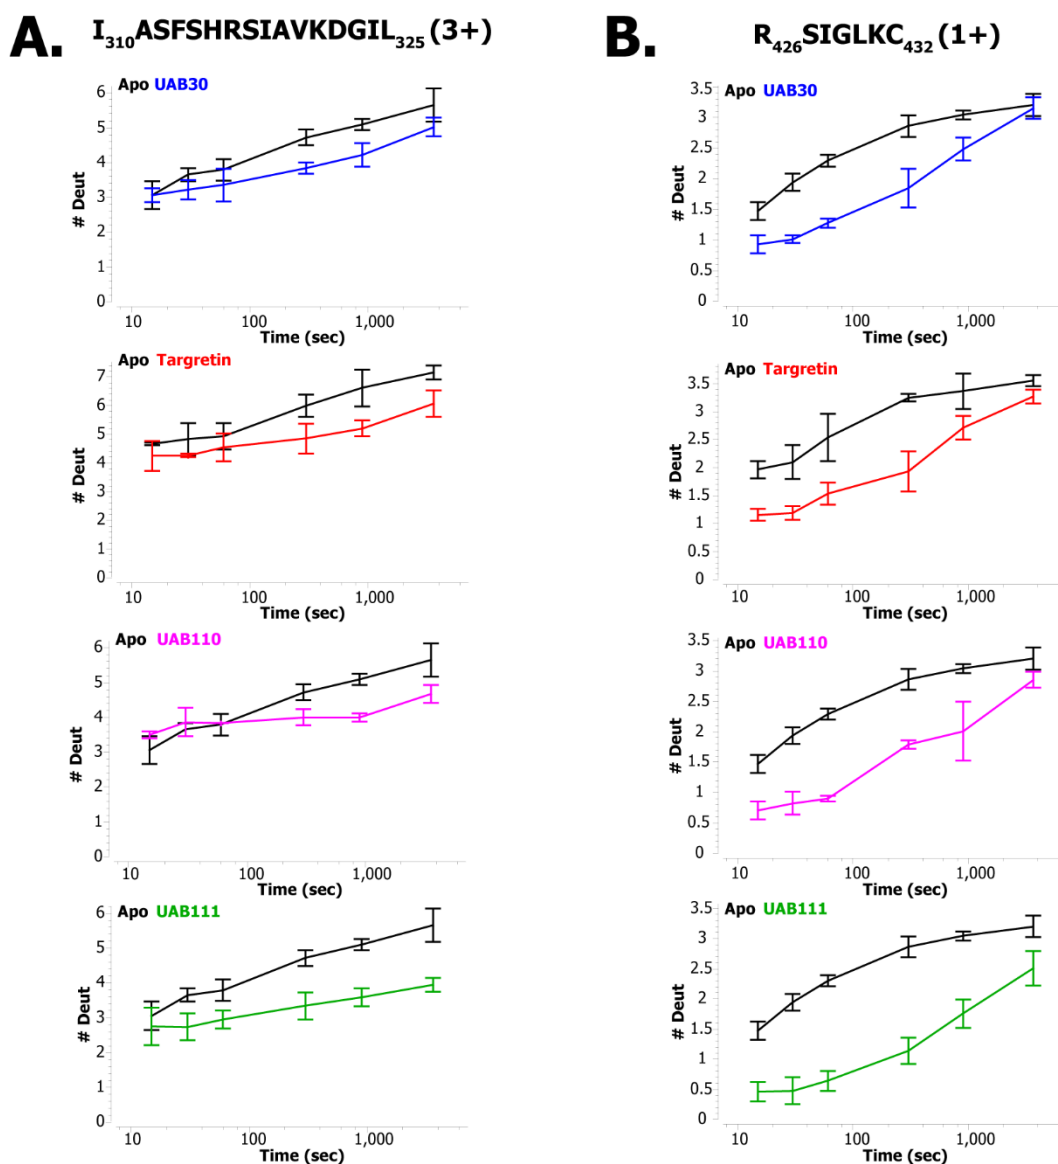 A. I310ASFSHRSIAVKDGIL325 (3+)
Apo UAB30
# Deut
6
5
4
3
2
1
0
10 100 1,000
Time (sec)
Apo Targretin
# Deut
7
6
5
4
3
2
1
0
10 100 1,000
Time (sec)
Apo UAB110
# Deut
6
5
4
3
2
1
0
10 100 1,000
Time (sec)
Apo UAB111
# Deut
6
5
4
3
2
1
0
10 100 1,000
Time (sec)
B. R426SIGLKC432 (1+)
Apo UAB30
# Deut
3.5
3
2.5
2
1.5
1
0.5
0
10 100 1,000
Time (sec)
Apo Targretin
# Deut
3.5
3
2.5
2
1.5
1
0.5
0
10 100 1,000
Time (sec)
Apo UAB110
# Deut
3.5
3
2.5
2
1.5
1
0.5
0
10 100 1,000
Time (sec)
Apo UAB111
# Deut
3.5
3
2.5
2
1.5
1
0.5
0
10 100 1,000
Time (sec)